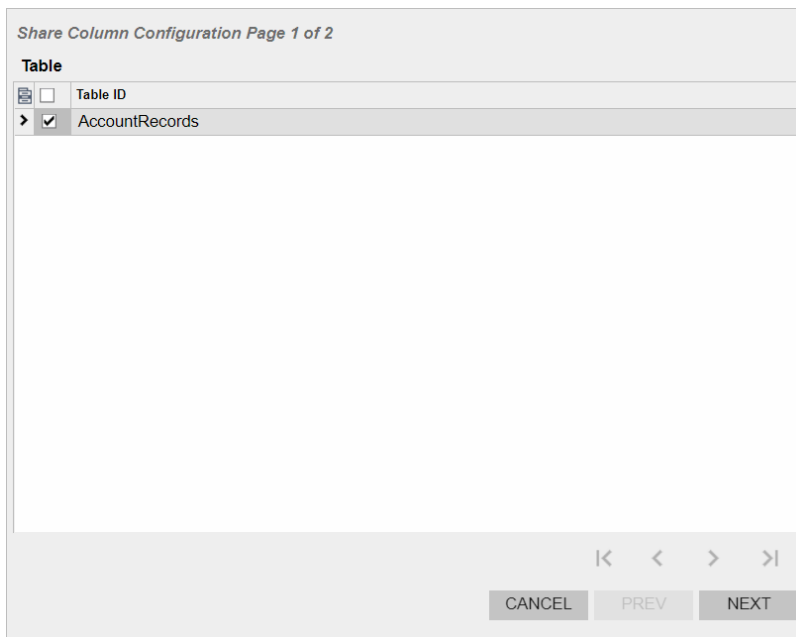 Share Column Configuration Page 1 of 2
Table
Table ID
AccountRecords
CANCEL PREV NEXT